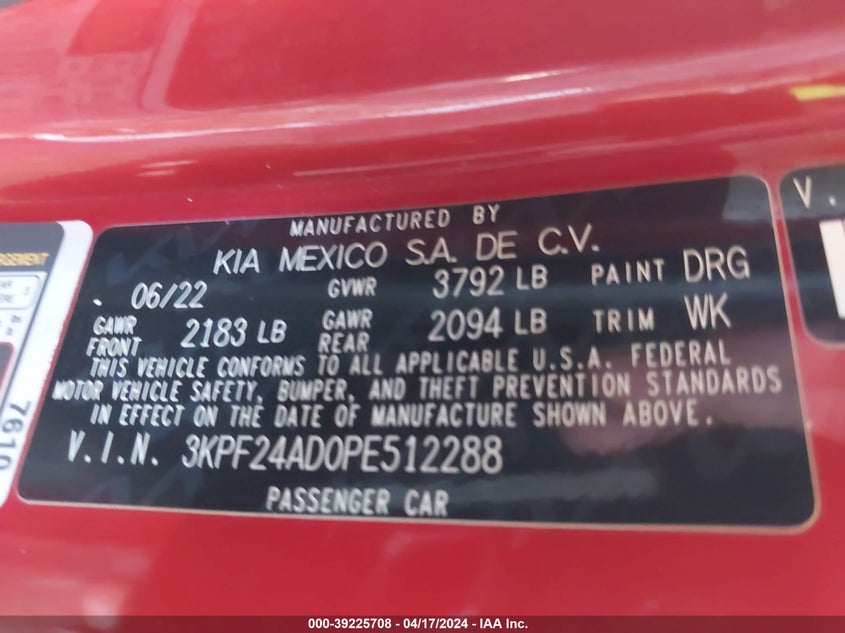 MANUFACTURED BY
KIA MEXICO S.A. DE C.V.
06/22 GVWR 3792 LB PAINT DRG
GAWR FRONT 2183 LB GAWR REAR 2094 LB TRIM WK
THIS VEHICLE CONFORMS TO ALL APPLICABLE U.S.A. FEDERAL
MOTOR VEHICLE SAFETY, BUMPER, AND THEFT PREVENTION STANDARDS
IN EFFECT ON THE DATE OF MANUFACTURE SHOWN ABOVE.
V.I.N. 3KPF24AD0PE512288
PASSENGER CAR
7610
V.
000-39225708 - 04/17/2024 - IAA Inc.